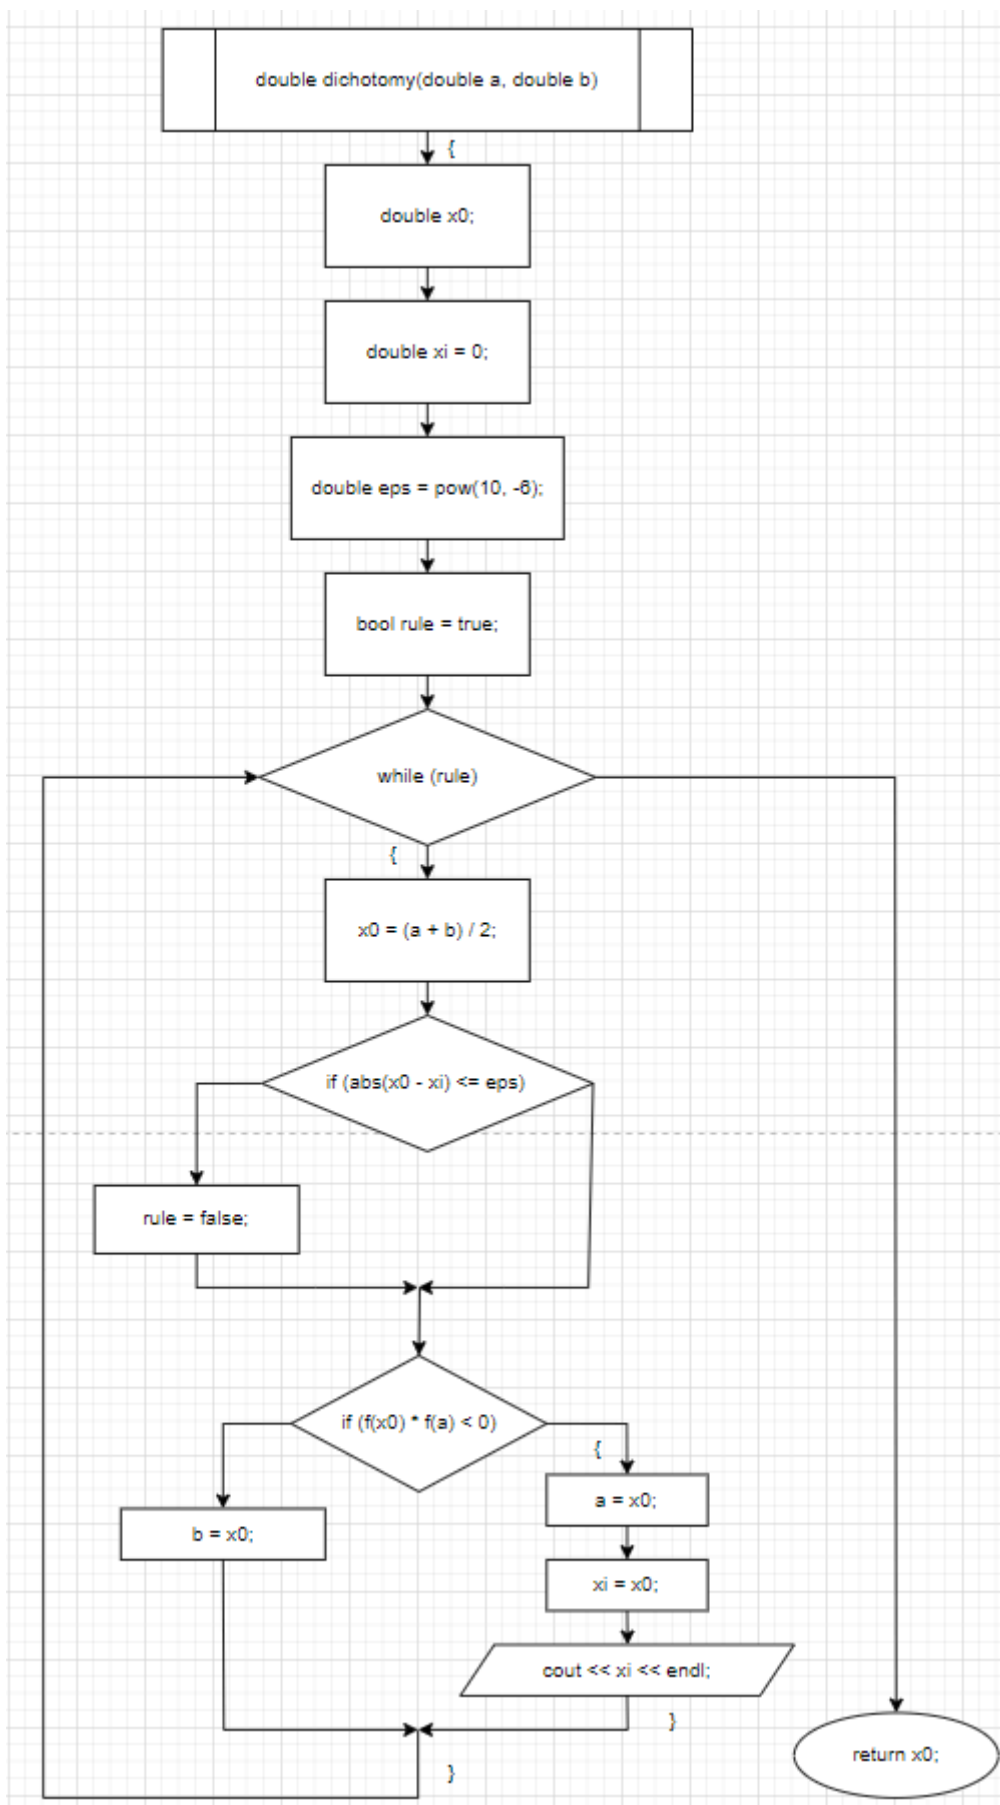 double dichotomy(double a, double b)
{
double x0;
double xi = 0;
double eps = pow(10, -6);
bool rule = true;
while (rule)
{
x0 = (a + b) / 2;
if (abs(x0 - xi) <= eps)
rule = false;
if (f(x0) * f(a) < 0)
{
a = x0;
b = x0;
xi = x0;
cout << xi << endl;
}
return x0;
}